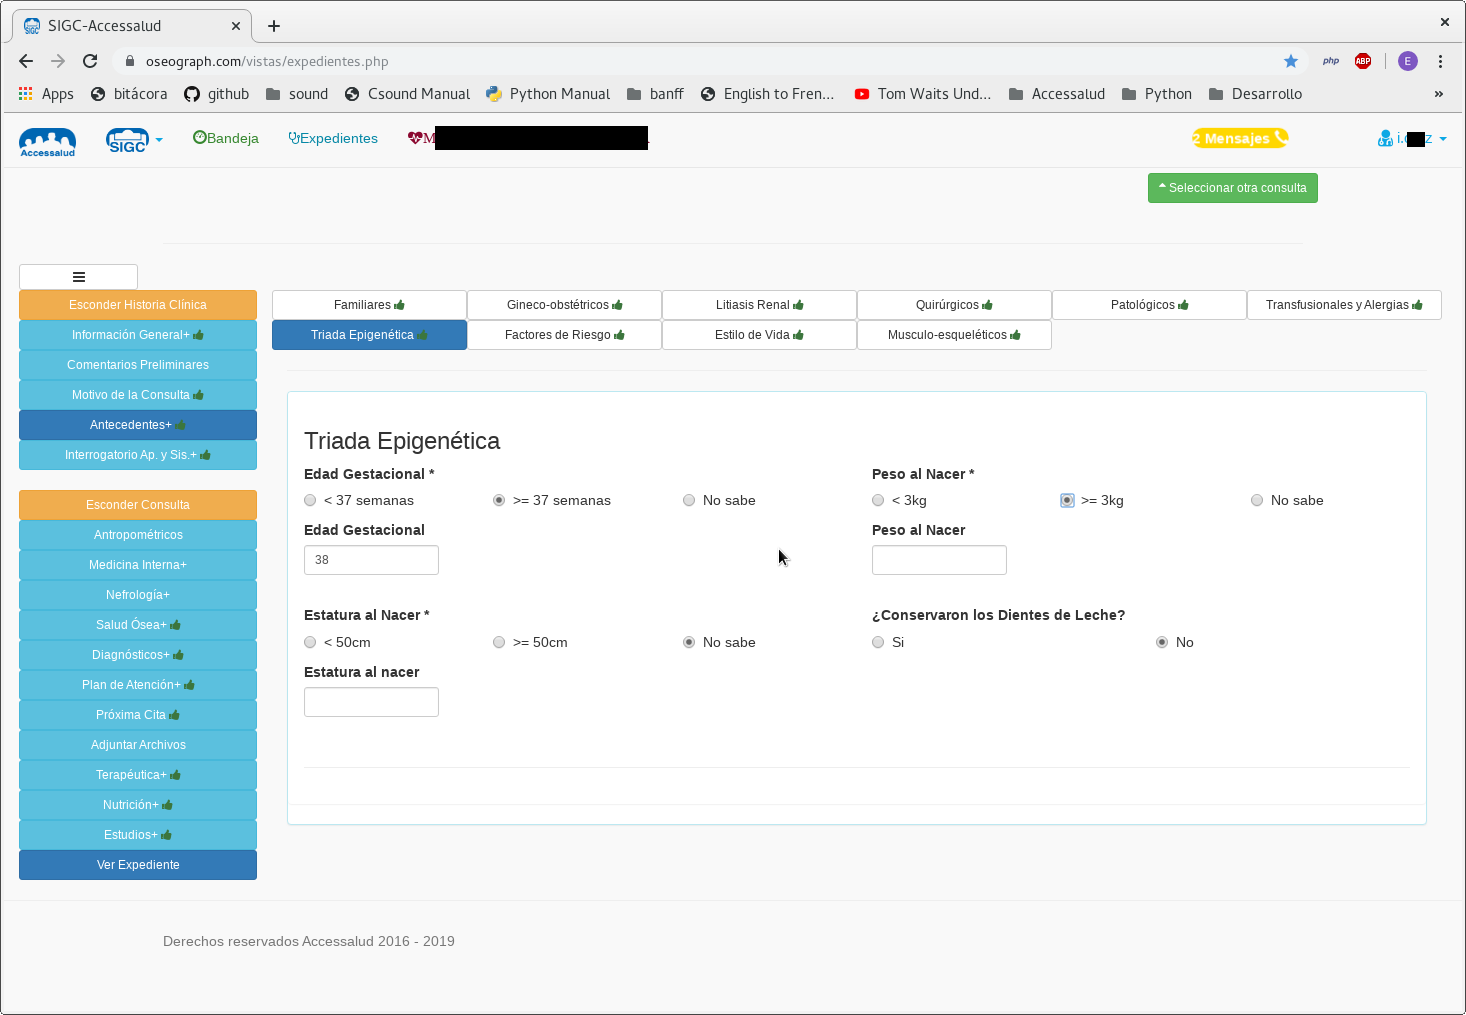 SIGC-Accessalud
oseograph.com/vistas/expedientes.php
php ABP E
Apps bitácora github sound Csound Manual Python Manual banff English to Fren... Tom Waits Und... Accessalud Python Desarrollo »
Accessalud SIGC Bandeja Expedientes M 2 Mensajes i. z
Seleccionar otra consulta
Esconder Historia Clínica
Información General+
Comentarios Preliminares
Motivo de la Consulta
Antecedentes+
Interrogatorio Ap. y Sis.+
Esconder Consulta
Antropométricos
Medicina Interna+
Nefrología+
Salud Ósea+
Diagnósticos+
Plan de Atención+
Próxima Cita
Adjuntar Archivos
Terapéutica+
Nutrición+
Estudios+
Ver Expediente
Familiares Gineco-obstétricos Litiasis Renal Quirúrgicos Patológicos Transfusionales y Alergias
Triada Epigenética Factores de Riesgo Estilo de Vida Musculo-esqueléticos
Triada Epigenética
Edad Gestacional * Peso al Nacer *
< 37 semanas >= 37 semanas No sabe < 3kg >= 3kg No sabe
Edad Gestacional Peso al Nacer
38
Estatura al Nacer * ¿Conservaron los Dientes de Leche?
< 50cm >= 50cm No sabe Si No
Estatura al nacer
Derechos reservados Accessalud 2016 - 2019